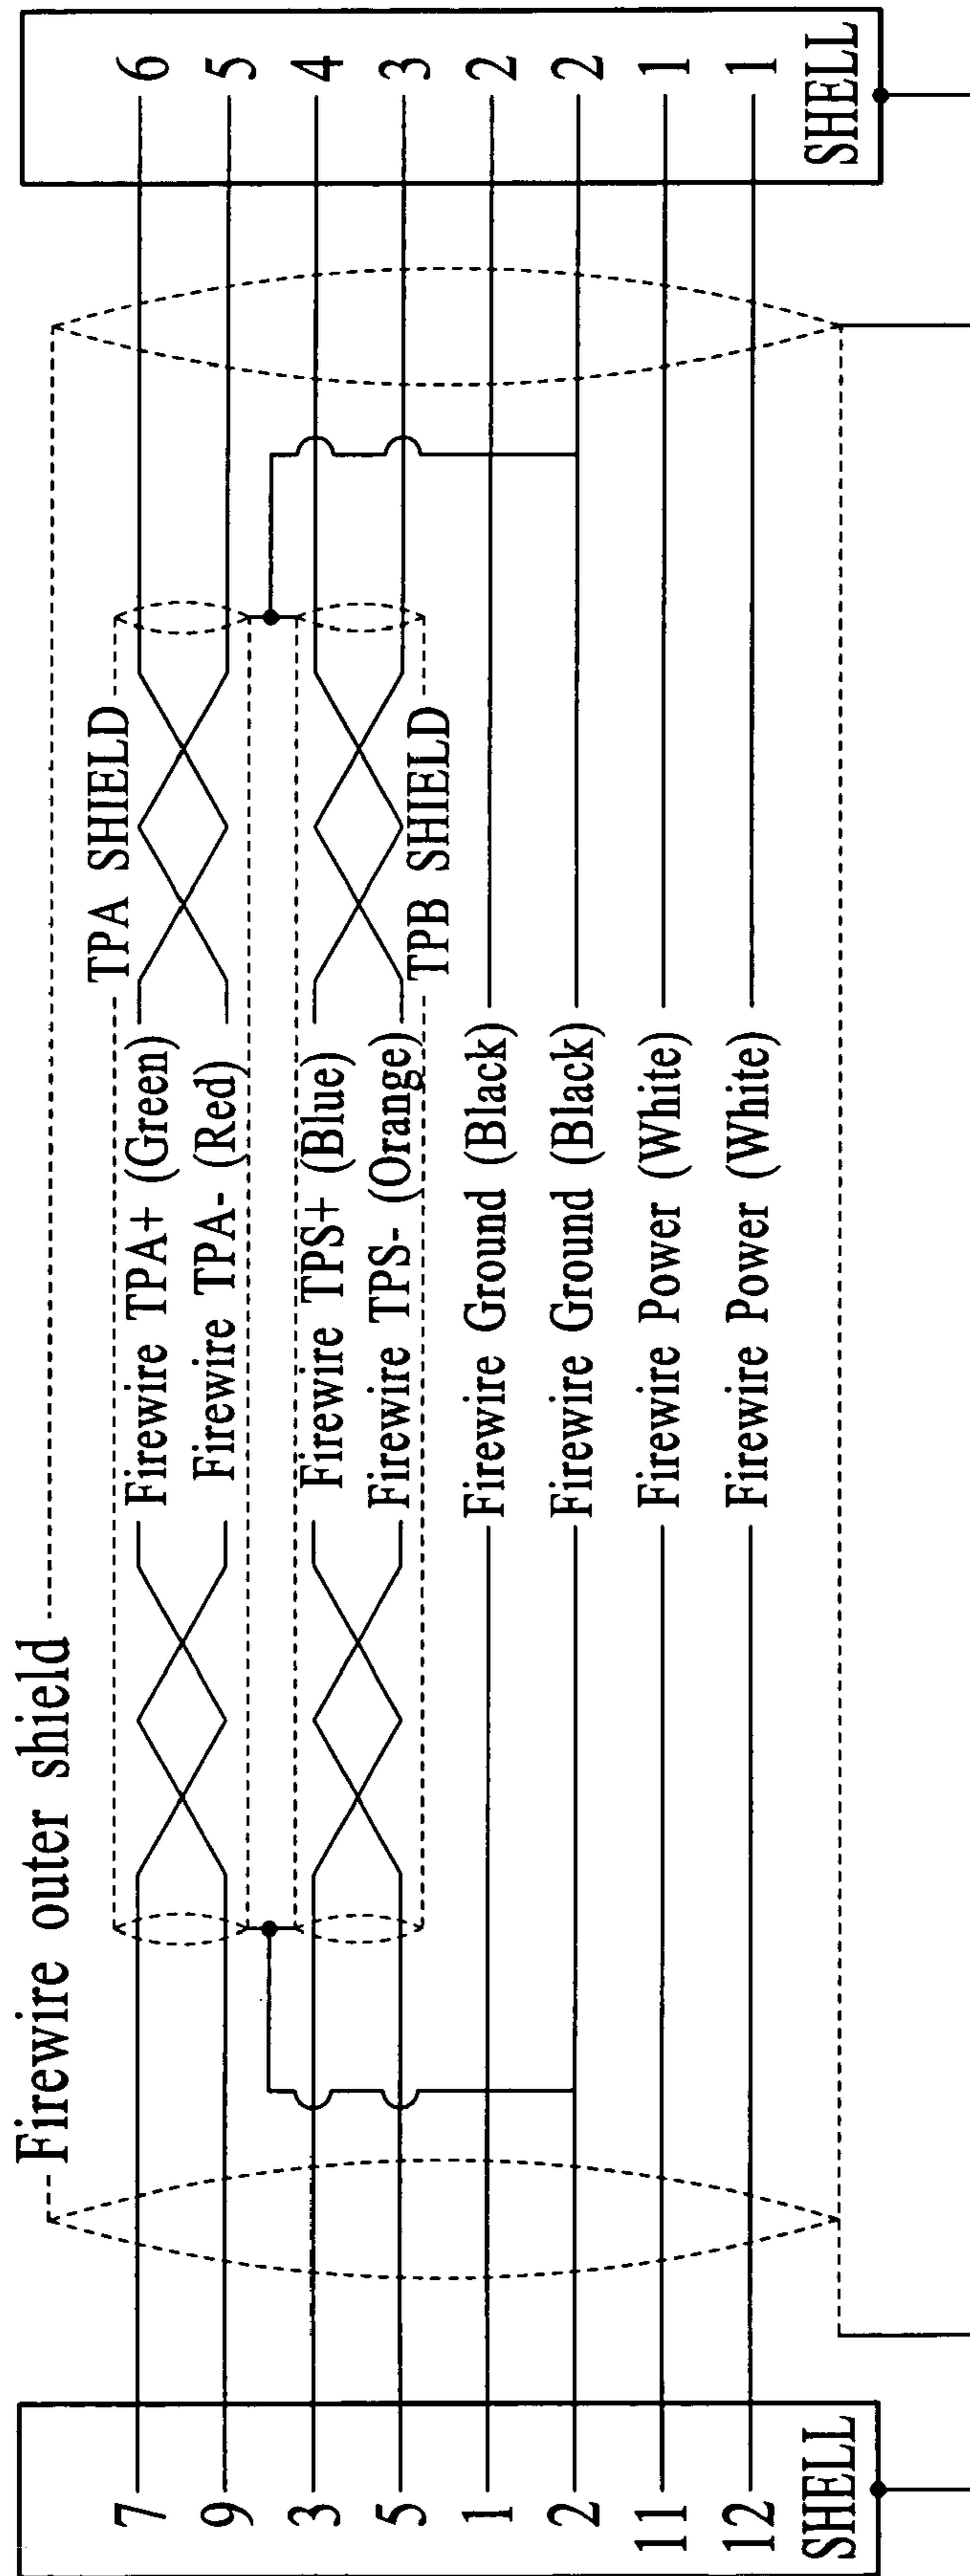 Firewire outer shield
TPA SHIELD
7 Firewire TPA+ (Green) 6
9 Firewire TPA- (Red) 5
3 Firewire TPS+ (Blue) 4
5 Firewire TPS- (Orange) 3
TPB SHIELD
1 Firewire Ground (Black) 2
2 Firewire Ground (Black) 2
11 Firewire Power (White) 1
12 Firewire Power (White) 1
SHELL SHELL